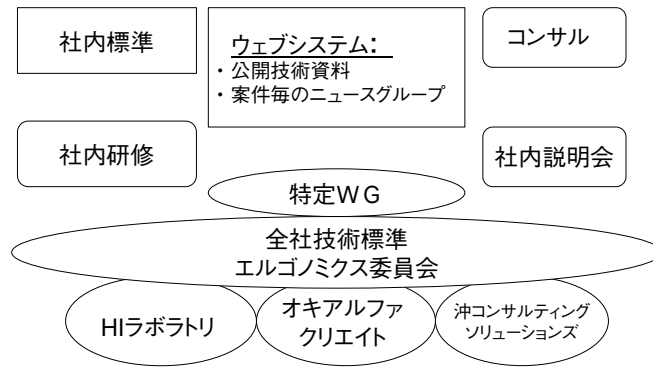 社内標準
ウェブシステム:
・公開技術資料
・案件毎のニュースグループ
コンサル
社内研修
社内説明会
特定WG
全社技術標準
エルゴノミクス委員会
HIラボラトリ
オキアルファ
クリエイト
沖コンサルティング
ソリューションズ